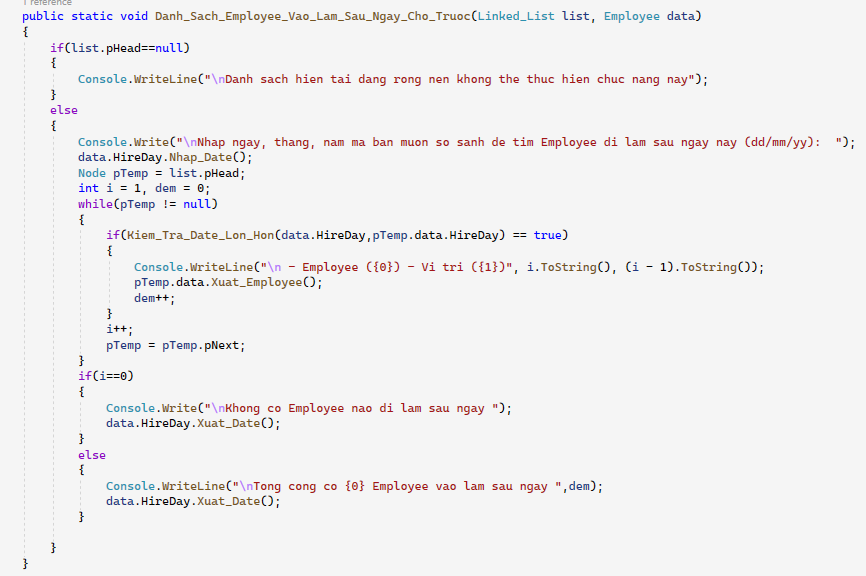 1 reference
public static void Danh_Sach_Employee_Vao_Lam_Sau_Ngay_Cho_Truoc(Linked_List list, Employee data)
{
    if(list.pHead==null)
    {
        Console.WriteLine("\nDanh sach hien tai dang rong nen khong the thuc hien chuc nang nay");
    }
    else
    {
        Console.Write("\nNhap ngay, thang, nam ma ban muon so sanh de tim Employee di lam sau ngay nay (dd/mm/yy):  ");
        data.HireDay.Nhap_Date();
        Node pTemp = list.pHead;
        int i = 1, dem = 0;
        while(pTemp != null)
        {
            if(Kiem_Tra_Date_Lon_Hon(data.HireDay,pTemp.data.HireDay) == true)
            {
                Console.WriteLine("\n - Employee ({0}) - Vi tri ({1})", i.ToString(), (i - 1).ToString());
                pTemp.data.Xuat_Employee();
                dem++;
            }
            i++;
            pTemp = pTemp.pNext;
        }
        if(i==0)
        {
            Console.Write("\nKhong co Employee nao di lam sau ngay ");
            data.HireDay.Xuat_Date();
        }
        else
        {
            Console.WriteLine("\nTong cong co {0} Employee vao lam sau ngay ",dem);
            data.HireDay.Xuat_Date();
        }
    }
}